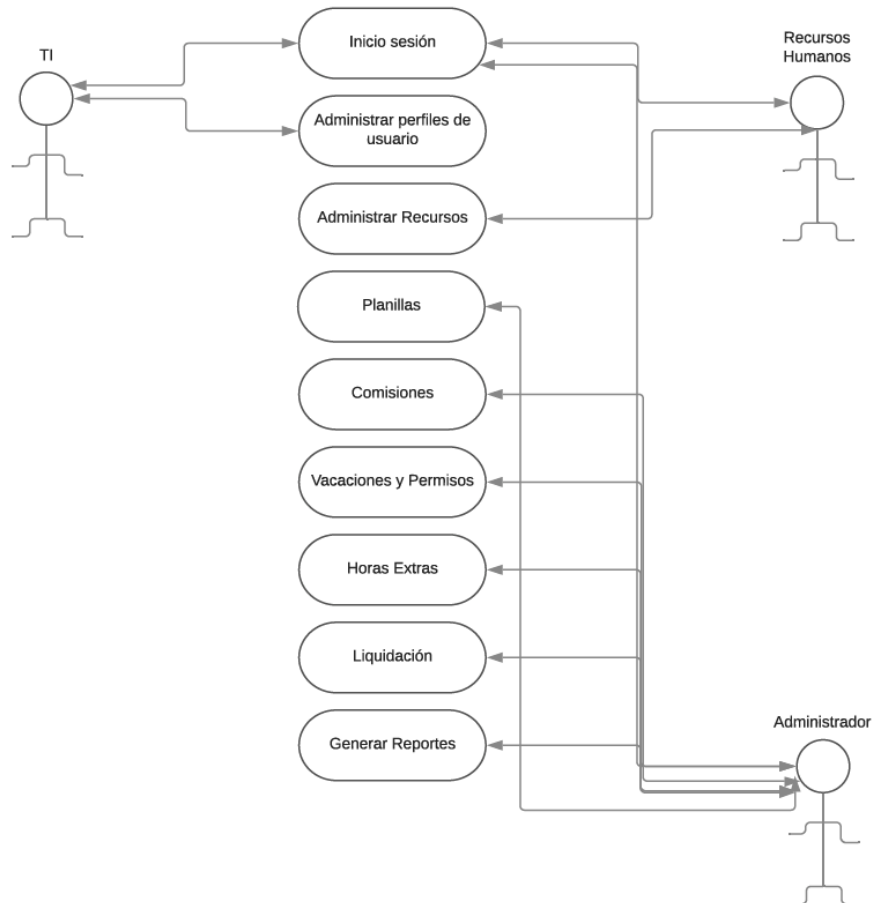 TI
Inicio sesión
Recursos
Humanos
Administrar perfiles de
usuario
Administrar Recursos
Planillas
Comisiones
Vacaciones y Permisos
Horas Extras
Liquidación
Generar Reportes
Administrador